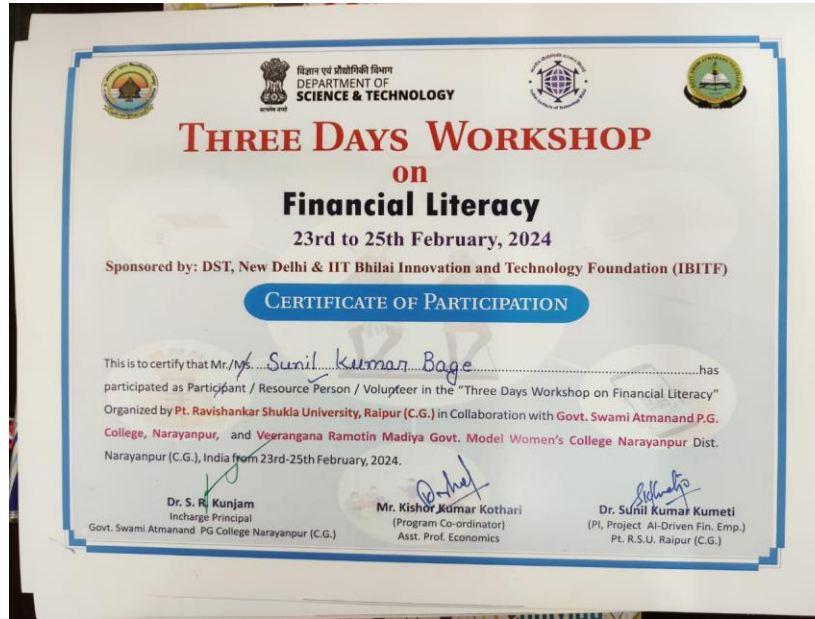 विज्ञान एवं प्रौद्योगिकी विभाग
DEPARTMENT OF
SCIENCE & TECHNOLOGY
सत्यमेव जयते
THREE DAYS WORKSHOP
on
Financial Literacy
23rd to 25th February, 2024
Sponsored by: DST, New Delhi & IIT Bhilai Innovation and Technology Foundation (IBITF)
CERTIFICATE OF PARTICIPATION
This is to certify that Mr./Ms. Sunil Kumar Bage has
participated as Participant / Resource Person / Volunteer in the "Three Days Workshop on Financial Literacy"
Organized by Pt. Ravishankar Shukla University, Raipur (C.G.) in Collaboration with Govt. Swami Atmanand P.G.
College, Narayanpur, and Veerangana Ramotin Madiya Govt. Model Women's College Narayanpur Dist.
Narayanpur (C.G.), India from 23rd-25th February, 2024.
Dr. S. R. Kunjam
Incharge Principal
Govt. Swami Atmanand PG College Narayanpur (C.G.)
Mr. Kishor Kumar Kothari
(Program Co-ordinator)
Asst. Prof. Economics
Dr. Sunil Kumar Kumeti
(PI, Project AI-Driven Fin. Emp.)
Pt. R.S.U. Raipur (C.G.)